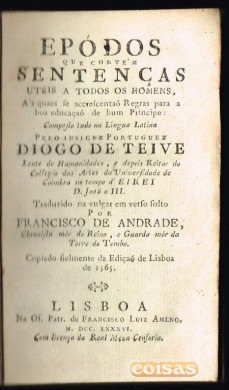 EPÓDOS
QUE CONTÉM
SENTENÇAS
UTEIS A TODOS OS HOMENS,
A's quaes se accrescentaõ Regras para a
boa educaçaõ de hum Principe:
Composto tudo na Lingua Latina
PELO INSIGNE PORTUGUEZ
DIOGO DE TEIVE
Lente de Humanidades, e depois Reitor do
Collegio das Artes da Universidade de
Coimbra no tempo d'ElREI
D. Joaõ o III.
Traduzido na vulgar em verso solto
POR
FRANCISCO DE ANDRADE,
Chronista mór do Reino, e Guarda mór da
Torre do Tombo.
Copiado fielmente da Ediçaõ de Lisboa
de 1565.
LISBOA
Na Of. Patr. de FRANCISCO LUIZ AMENO.
M. DCC. LXXXVI.
Com licença da Real Meza Censoria.
coisas